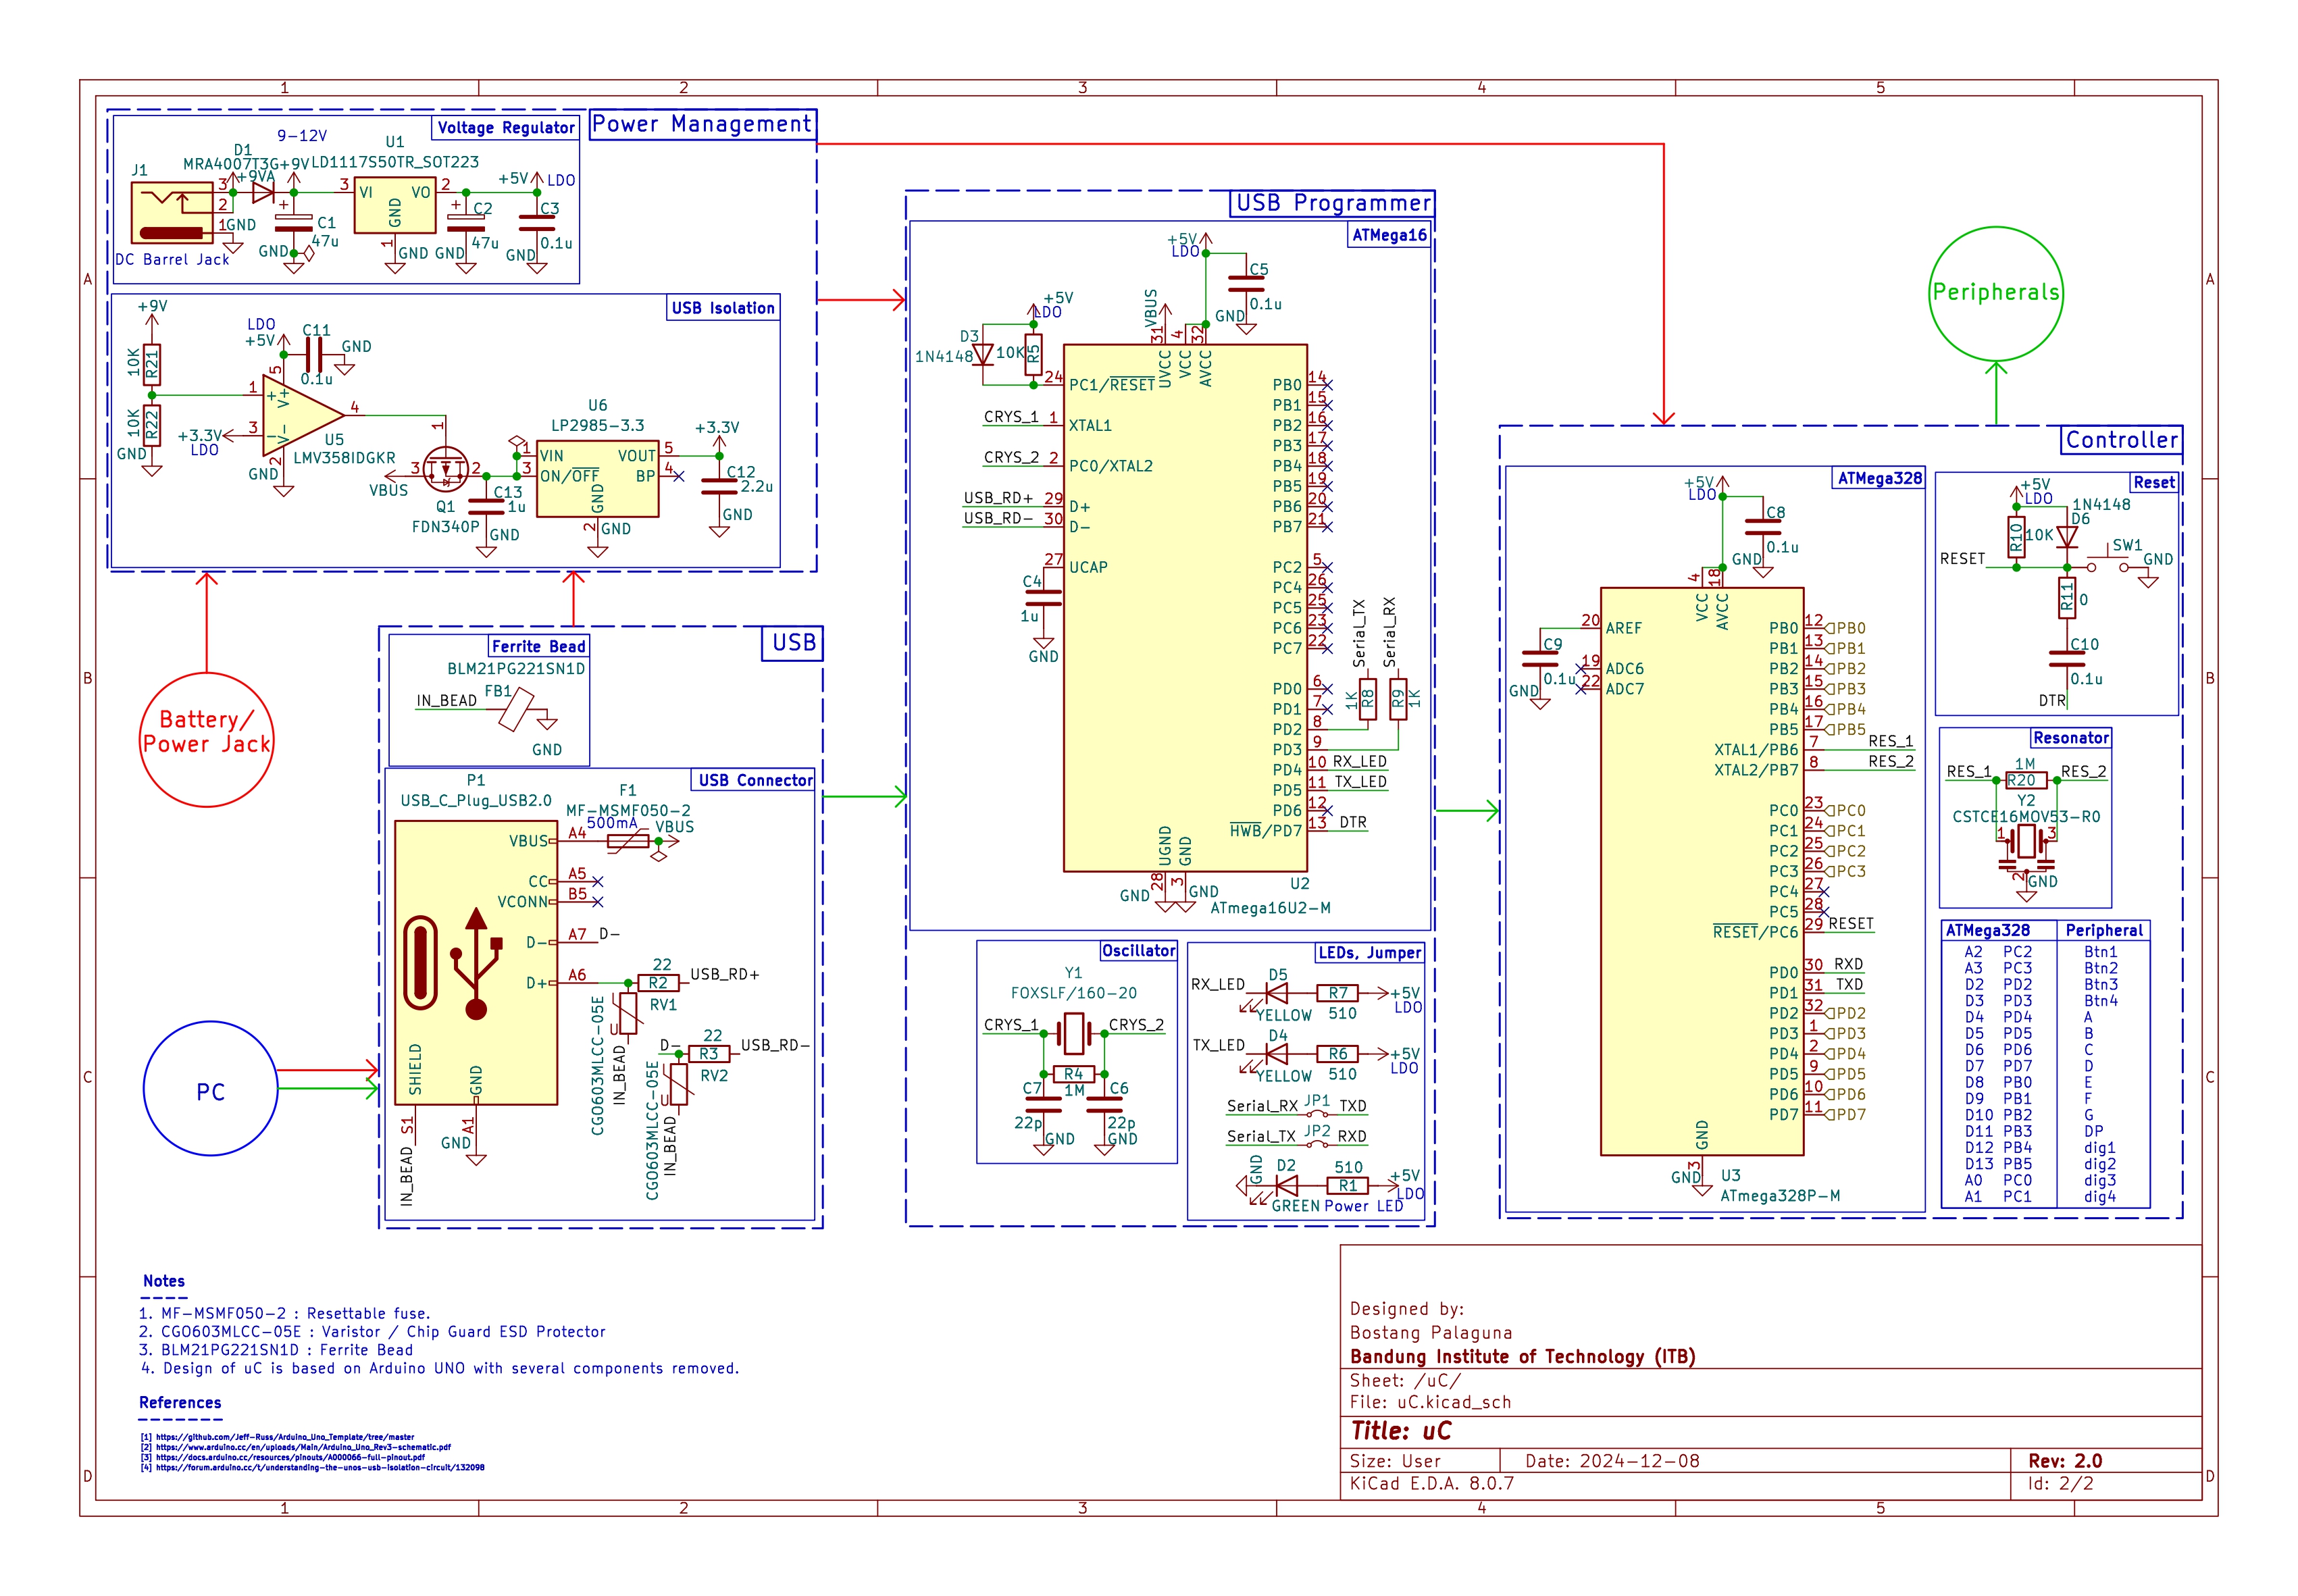 1 2 3 4 5
A
B
C
D
Power Management
Voltage Regulator
9-12V
J1
D1
MRA4007T3G
+9V
+9VA
U1
LD1117S50TR_SOT223
3 VI VO 2
GND
1
3
2
1
GND
DC Barrel Jack
+
C1
47u
GND
GND
+
C2
47u
GND
+5V
LDO
C3
0.1u
GND
USB Isolation
+9V
10K
R21
10K
R22
GND
LDO
+5V
C11
0.1u
GND
5
V+
1 +
3 -
V-
2
4
+3.3V
LDO
U5
LMV358IDGKR
GND
1
3
2
VBUS
Q1
FDN340P
C13
1u
GND
U6
LP2985-3.3
1 VIN VOUT 5
3 ON/OFF BP 4
GND
2
GND
+3.3V
C12
2.2u
GND
USB
Ferrite Bead
BLM21PG221SN1D
FB1
IN_BEAD
GND
USB Connector
P1
USB_C_Plug_USB2.0
F1
MF-MSMF050-2
500mA
VBUS
VBUS A4
CC A5
VCONN B5
D- A7
D-
D+ A6
SHIELD
S1
IN_BEAD
GND
A1
GND
22
R2
USB_RD+
RV1
U
CGO603MLCC-05E
IN_BEAD
D-
22
R3
USB_RD-
RV2
U
CGO603MLCC-05E
IN_BEAD
Battery/
Power Jack
PC
USB Programmer
ATMega16
+5V
LDO
C5
0.1u
GND
VBUS
+5V
LDO
D3
1N4148
10K
R5
31 4 32
UVCC VCC AVCC
24 PC1/RESET
CRYS_1 1 XTAL1
CRYS_2 2 PC0/XTAL2
USB_RD+ 29 D+
USB_RD- 30 D-
27 UCAP
C4
1u
GND
PB0 14
PB1 15
PB2 16
PB3 17
PB4 18
PB5 19
PB6 20
PB7 21
PC2 5
PC4 26
PC5 25
PC6 23
PC7 22
PD0 6
PD1 7
PD2 8
PD3 9
PD4 10 RX_LED
PD5 11 TX_LED
PD6 12
HWB/PD7 13 DTR
Serial_TX
1K
R8
Serial_RX
R9
1K
UGND GND
28 3
GND GND
U2
ATmega16U2-M
Oscillator
Y1
FOXSLF/160-20
CRYS_1
CRYS_2
R4
1M
C7
22p
GND
C6
22p
GND
LEDs, Jumper
RX_LED
D5
YELLOW
R7
510
+5V
LDO
TX_LED
D4
YELLOW
R6
510
+5V
LDO
Serial_RX JP1 TXD
Serial_TX JP2 RXD
GND
D2
GREEN
510
R1
+5V
LDO
Power LED
Peripherals
Controller
ATMega328
+5V
LDO
C8
0.1u
GND
4 18
VCC AVCC
20 AREF
C9
0.1u
GND
19 ADC6
22 ADC7
PB0 12 PB0
PB1 13 PB1
PB2 14 PB2
PB3 15 PB3
PB4 16 PB4
PB5 17 PB5
XTAL1/PB6 7 RES_1
XTAL2/PB7 8 RES_2
PC0 23 PC0
PC1 24 PC1
PC2 25 PC2
PC3 26 PC3
PC4 27
PC5 28
RESET/PC6 29 RESET
PD0 30 RXD
PD1 31 TXD
PD2 32 PD2
PD3 1 PD3
PD4 2 PD4
PD5 9 PD5
PD6 10 PD6
PD7 11 PD7
GND
3
GND
U3
ATmega328P-M
Reset
+5V
LDO
R10
10K
1N4148
D6
SW1
GND
RESET
R11
0
C10
0.1u
DTR
Resonator
RES_1
1M
R20
RES_2
Y2
CSTCE16MOV53-R0
1 3
2
GND
ATMega328 Peripheral
A2 PC2 Btn1
A3 PC3 Btn2
D2 PD2 Btn3
D3 PD3 Btn4
D4 PD4 A
D5 PD5 B
D6 PD6 C
D7 PD7 D
D8 PB0 E
D9 PB1 F
D10 PB2 G
D11 PB3 DP
D12 PB4 dig1
D13 PB5 dig2
A0 PC0 dig3
A1 PC1 dig4
Notes
-----
1. MF-MSMF050-2 : Resettable fuse.
2. CGO603MLCC-05E : Varistor / Chip Guard ESD Protector
3. BLM21PG221SN1D : Ferrite Bead
4. Design of uC is based on Arduino UNO with several components removed.
References
--------
[1] https://github.com/Jeff-Russ/Arduino_Uno_Template/tree/master
[2] https://www.arduino.cc/en/uploads/Main/Arduino_Uno_Rev3-schematic.pdf
[3] https://docs.arduino.cc/resources/pinouts/A000066-full-pinout.pdf
[4] https://forum.arduino.cc/t/understanding-the-unos-usb-isolation-circuit/132098
Designed by:
Bostang Palaguna
Bandung Institute of Technology (ITB)
Sheet: /uC/
File: uC.kicad_sch
Title: uC
Size: User Date: 2024-12-08 Rev: 2.0
KiCad E.D.A. 8.0.7 Id: 2/2
A
B
C
D
1 2 3 4 5